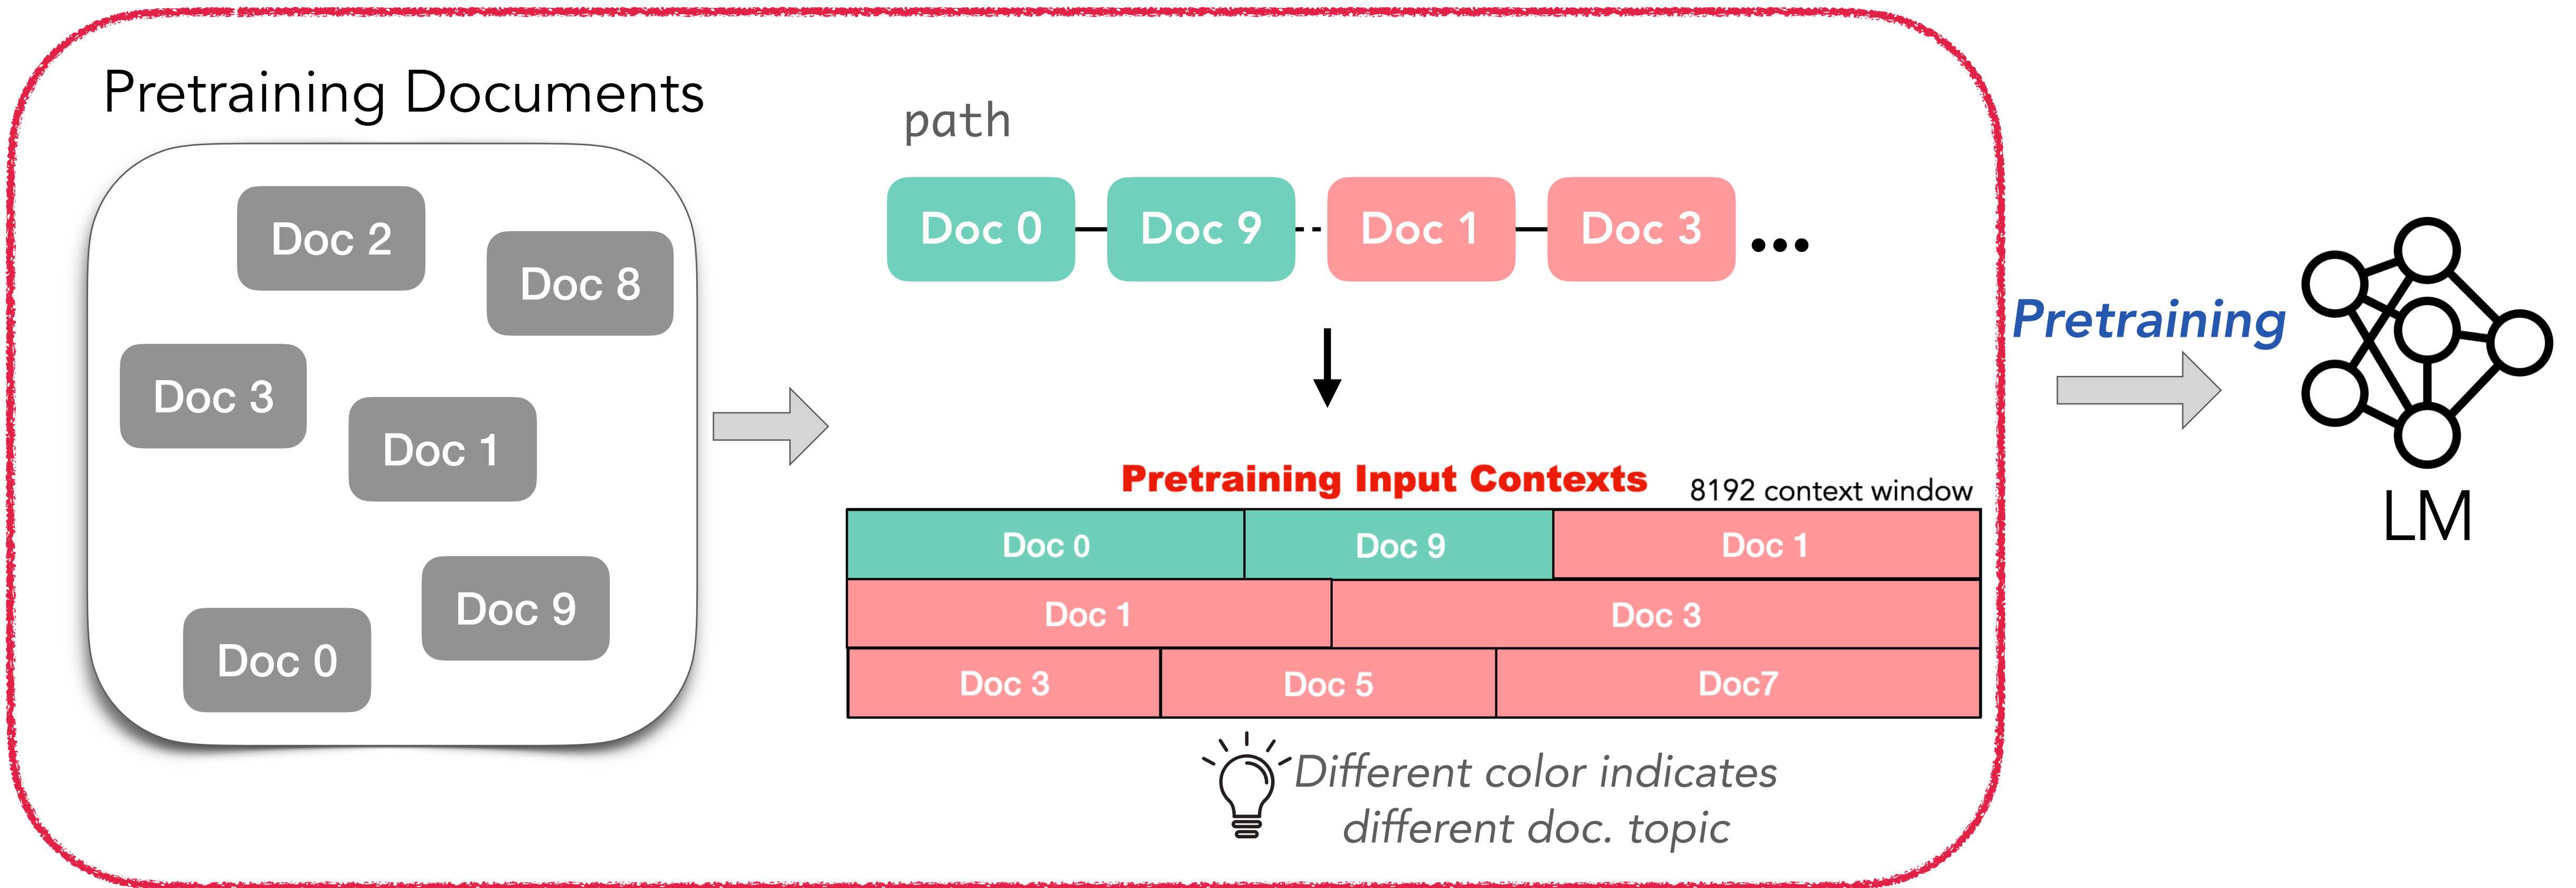 Pretraining Documents
Doc 2
Doc 8
Doc 3
Doc 1
Doc 9
Doc 0
path
Doc 0
Doc 9
Doc 1
Doc 3
...
Pretraining Input Contexts
8192 context window
Doc 0
Doc 9
Doc 1
Doc 1
Doc 3
Doc 3
Doc 5
Doc7
Different color indicates
different doc. topic
Pretraining
LM